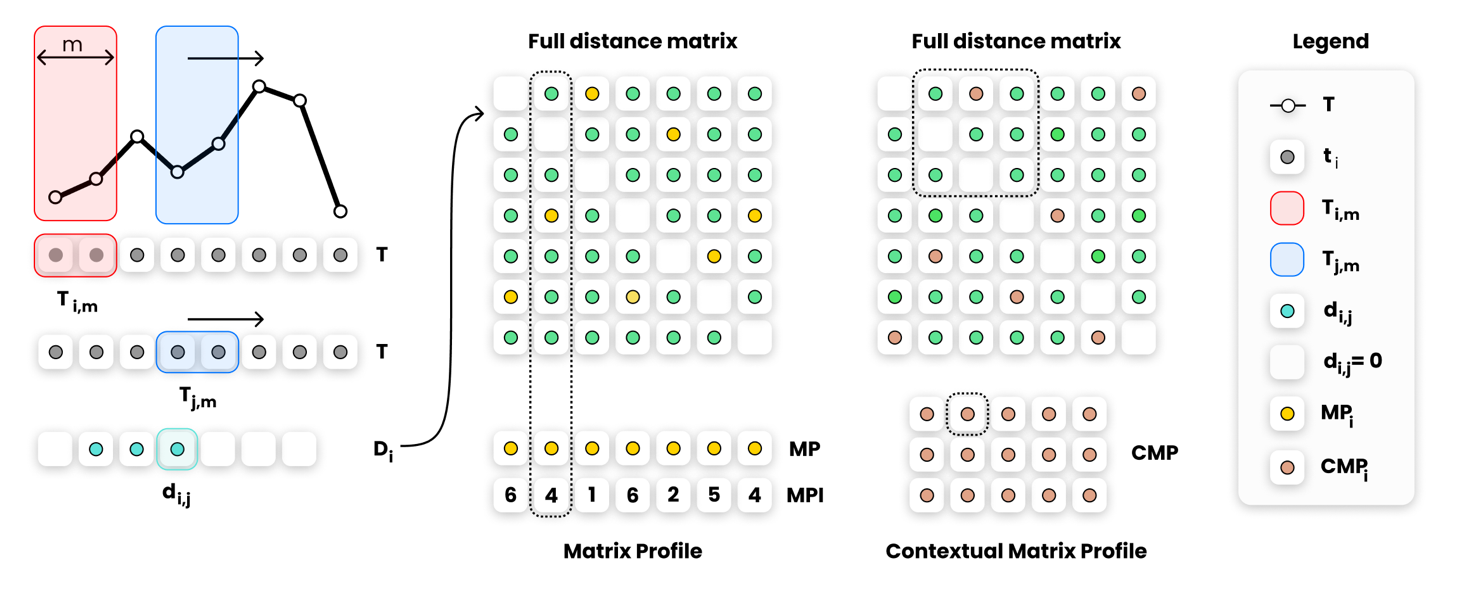 m
T
T i,m
T
T j,m
d i,j
D i
Full distance matrix
MP
6 4 1 6 2 5 4 MPI
Matrix Profile
Full distance matrix
CMP
Contextual Matrix Profile
Legend
T
t i
T i,m
T j,m
d i,j
d i,j = 0
MP i
CMP i